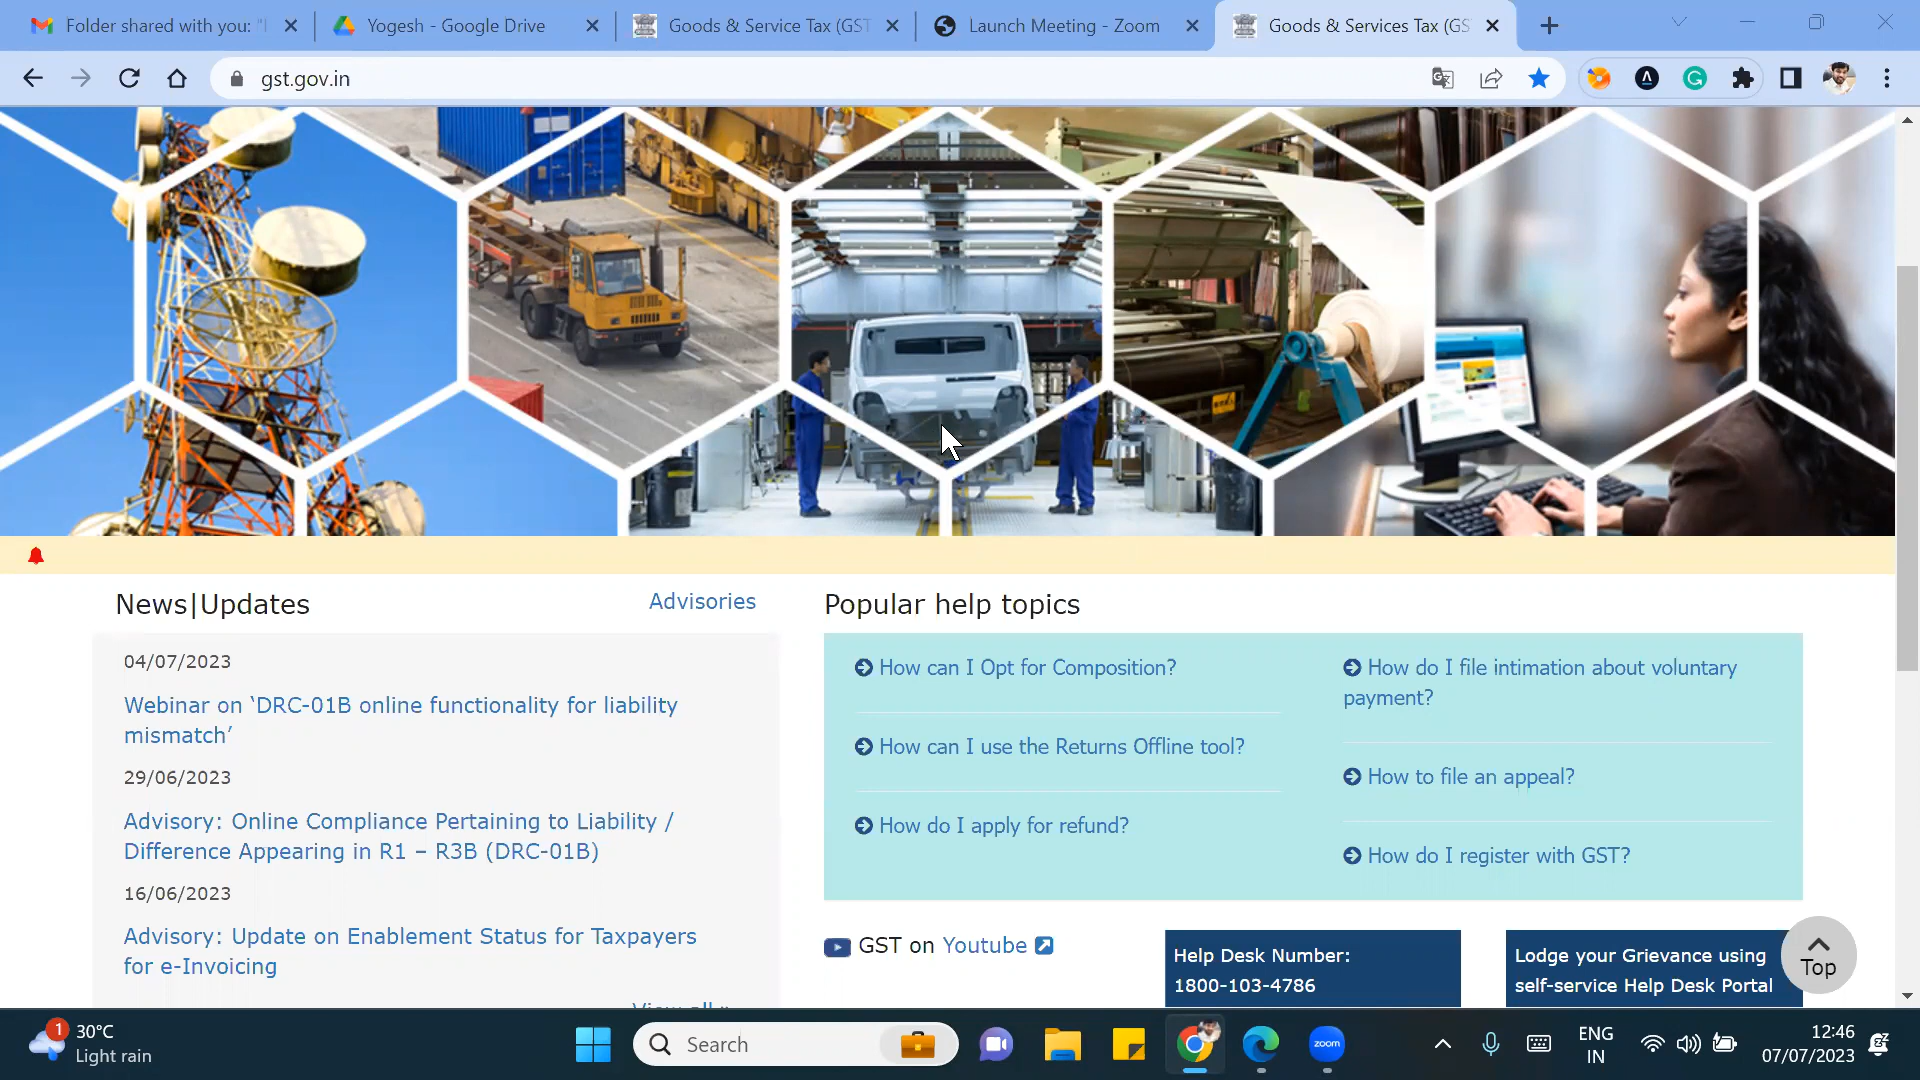 Folder shared with you: "
Yogesh - Google Drive
Goods & Service Tax (GST
Launch Meeting - Zoom
Goods & Services Tax (GS
gst.gov.in
News|Updates
Advisories
04/07/2023
Webinar on ‘DRC-01B online functionality for liability
mismatch’
29/06/2023
Advisory: Online Compliance Pertaining to Liability /
Difference Appearing in R1 – R3B (DRC-01B)
16/06/2023
Advisory: Update on Enablement Status for Taxpayers
for e-Invoicing
View all
Popular help topics
How can I Opt for Composition?
How can I use the Returns Offline tool?
How do I apply for refund?
How do I file intimation about voluntary
payment?
How to file an appeal?
How do I register with GST?
GST on Youtube
Help Desk Number:
1800-103-4786
Lodge your Grievance using
self-service Help Desk Portal
Top
1
30°C
Light rain
Search
zoom
ENG
IN
12:46
07/07/2023